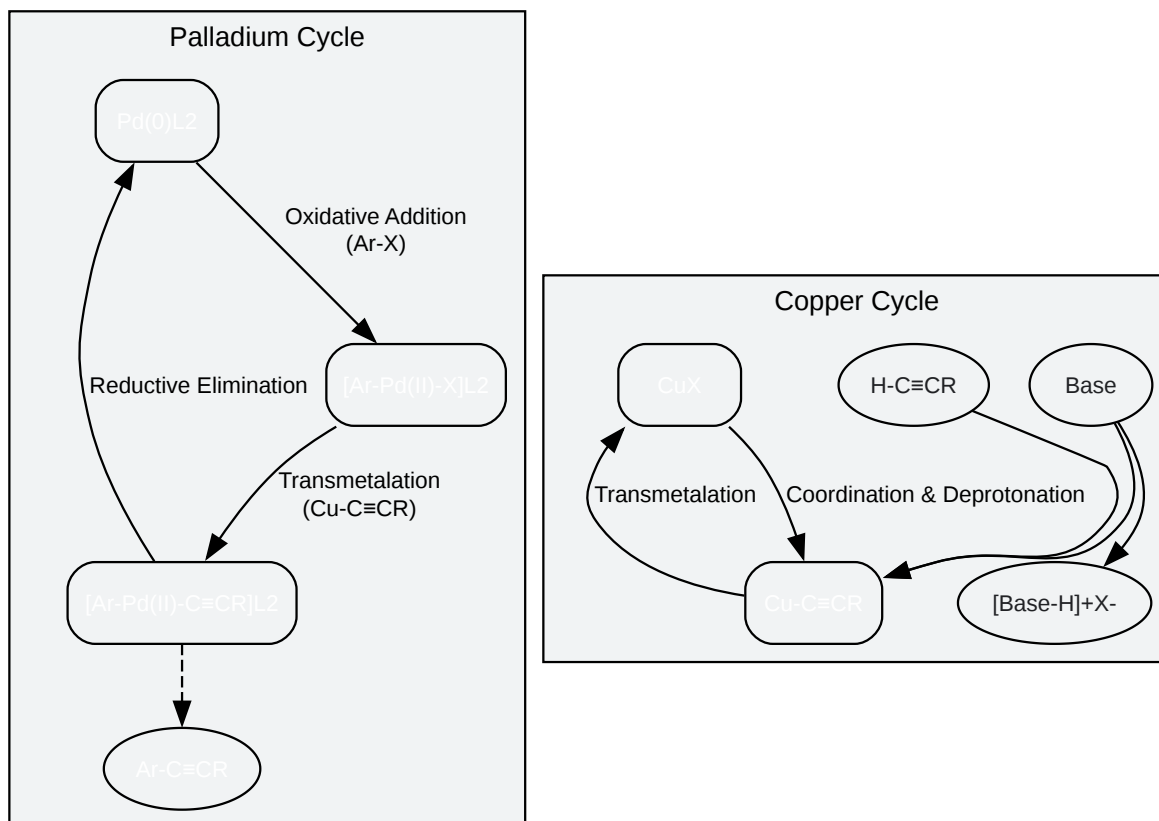 Palladium Cycle
Pd(0)L2
Oxidative Addition
(Ar-X)
[Ar-Pd(II)-X]L2
Reductive Elimination
Transmetalation
(Cu-C≡CR)
[Ar-Pd(II)-C≡CR]L2
Ar-C≡CR
Copper Cycle
CuX
H-C≡CR
Base
Transmetalation
Coordination & Deprotonation
Cu-C≡CR
[Base-H]+X-